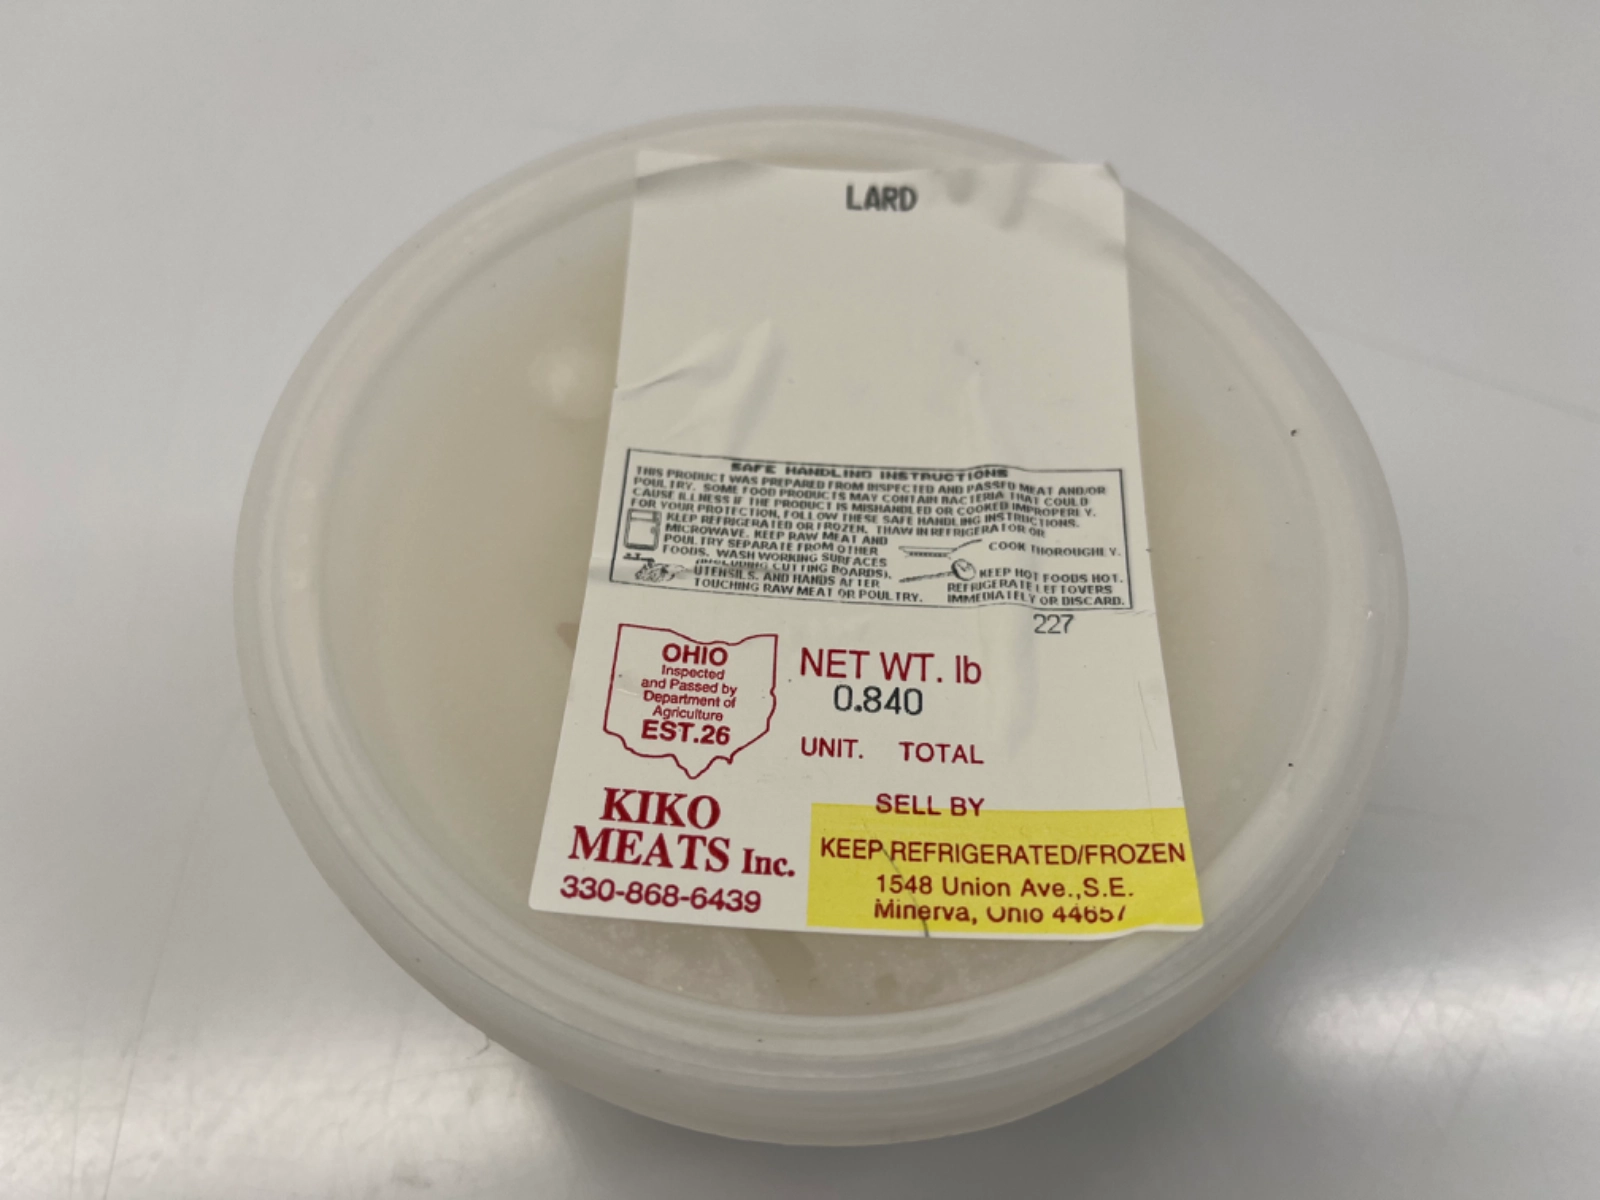 LARD
SAFE HANDLING INSTRUCTIONS
THIS PRODUCT WAS PREPARED FROM INSPECTED AND PASSED MEAT AND/OR
POULTRY. SOME FOOD PRODUCTS MAY CONTAIN BACTERIA THAT COULD
CAUSE ILLNESS IF THE PRODUCT IS MISHANDLED OR COOKED IMPROPERLY.
FOR YOUR PROTECTION, FOLLOW THESE SAFE HANDLING INSTRUCTIONS.
KEEP REFRIGERATED OR FROZEN. THAW IN REFRIGERATOR OR
MICROWAVE. KEEP RAW MEAT AND
POULTRY SEPARATE FROM OTHER
FOODS. WASH WORKING SURFACES
(INCLUDING CUTTING BOARDS),
UTENSILS, AND HANDS AFTER
TOUCHING RAW MEAT OR POULTRY.
COOK THOROUGHLY.
KEEP HOT FOODS HOT.
REFRIGERATE LEFTOVERS
IMMEDIATELY OR DISCARD.
227
OHIO
Inspected
and Passed by
Department of
Agriculture
EST.26
NET WT. lb
0.840
UNIT. TOTAL
SELL BY
KIKO
MEATS Inc.
330-868-6439
KEEP REFRIGERATED/FROZEN
1548 Union Ave.,S.E.
Minerva, Ohio 44657